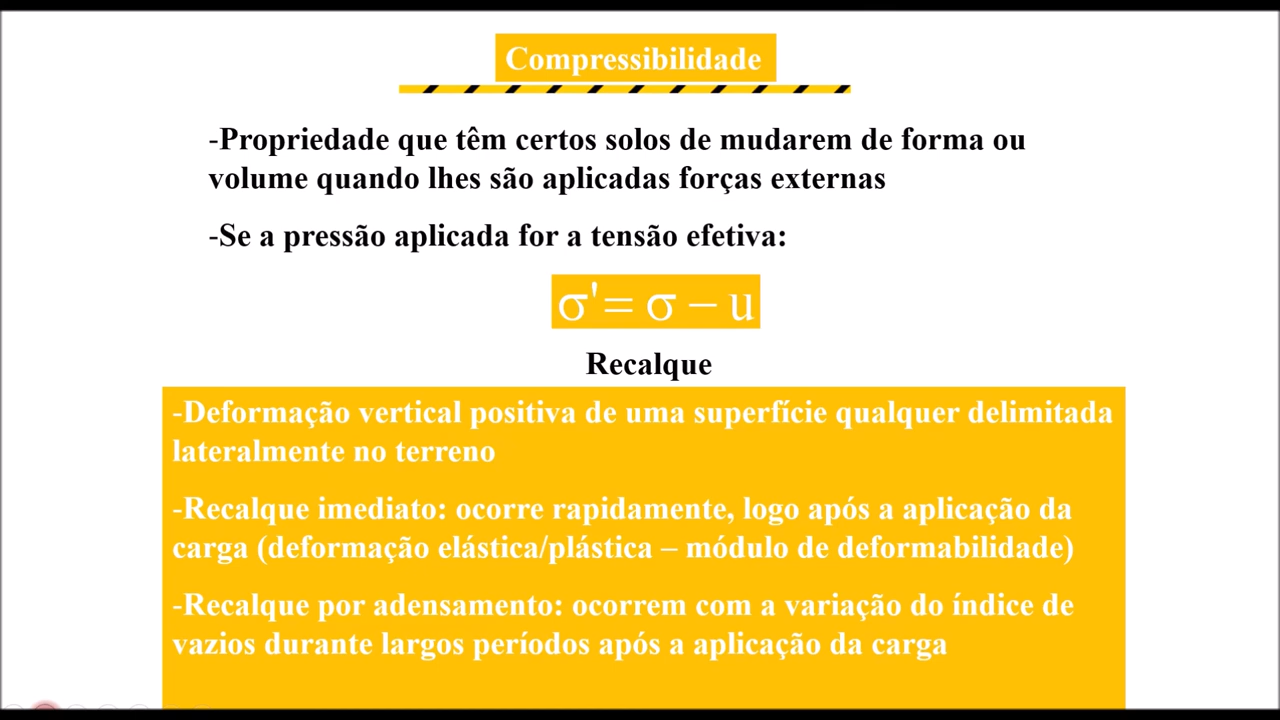 Compressibilidade
-Propriedade que têm certos solos de mudarem de forma ou
volume quando lhes são aplicadas forças externas
-Se a pressão aplicada for a tensão efetiva:
σ'= σ – u
Recalque
-Deformação vertical positiva de uma superfície qualquer delimitada
lateralmente no terreno
-Recalque imediato: ocorre rapidamente, logo após a aplicação da
carga (deformação elástica/plástica – módulo de deformabilidade)
-Recalque por adensamento: ocorrem com a variação do índice de
vazios durante largos períodos após a aplicação da carga